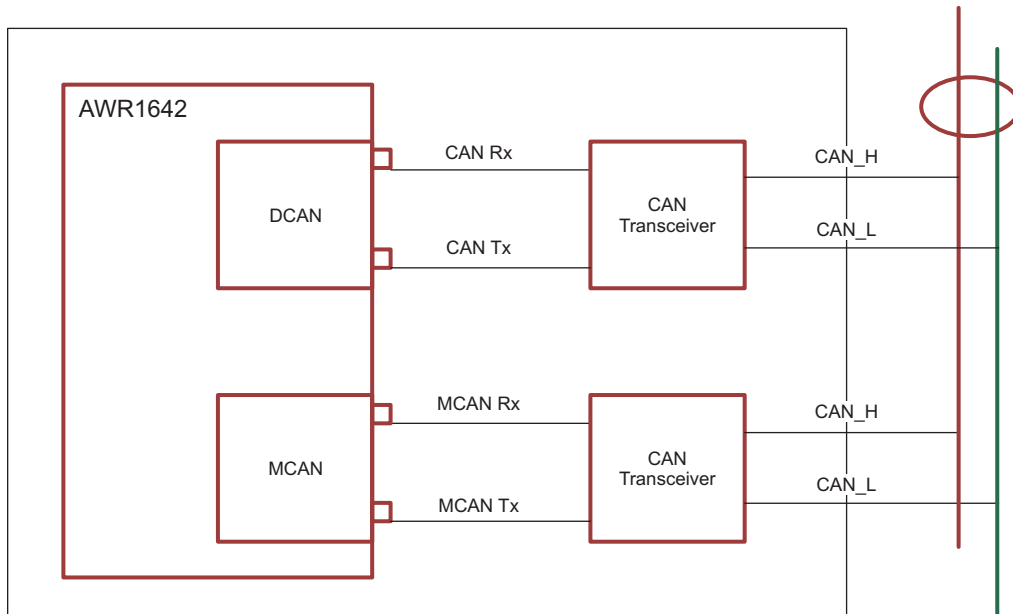 AWR1642
DCAN
CAN Rx
CAN Tx
CAN
Transceiver
CAN_H
CAN_L
MCAN
MCAN Rx
MCAN Tx
CAN
Transceiver
CAN_H
CAN_L